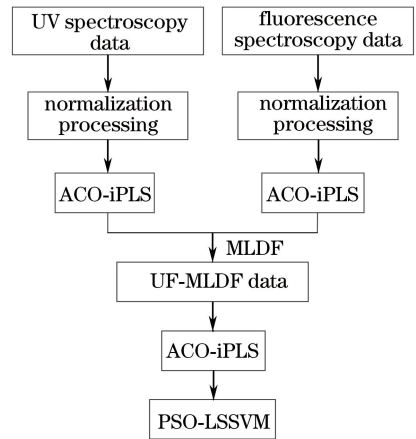 UV spectroscopy
data
fluorescence
spectroscopy data
normalization
processing
normalization
processing
ACO-iPLS
ACO-iPLS
MLDF
UF-MLDF data
ACO-iPLS
PSO-LSSVM